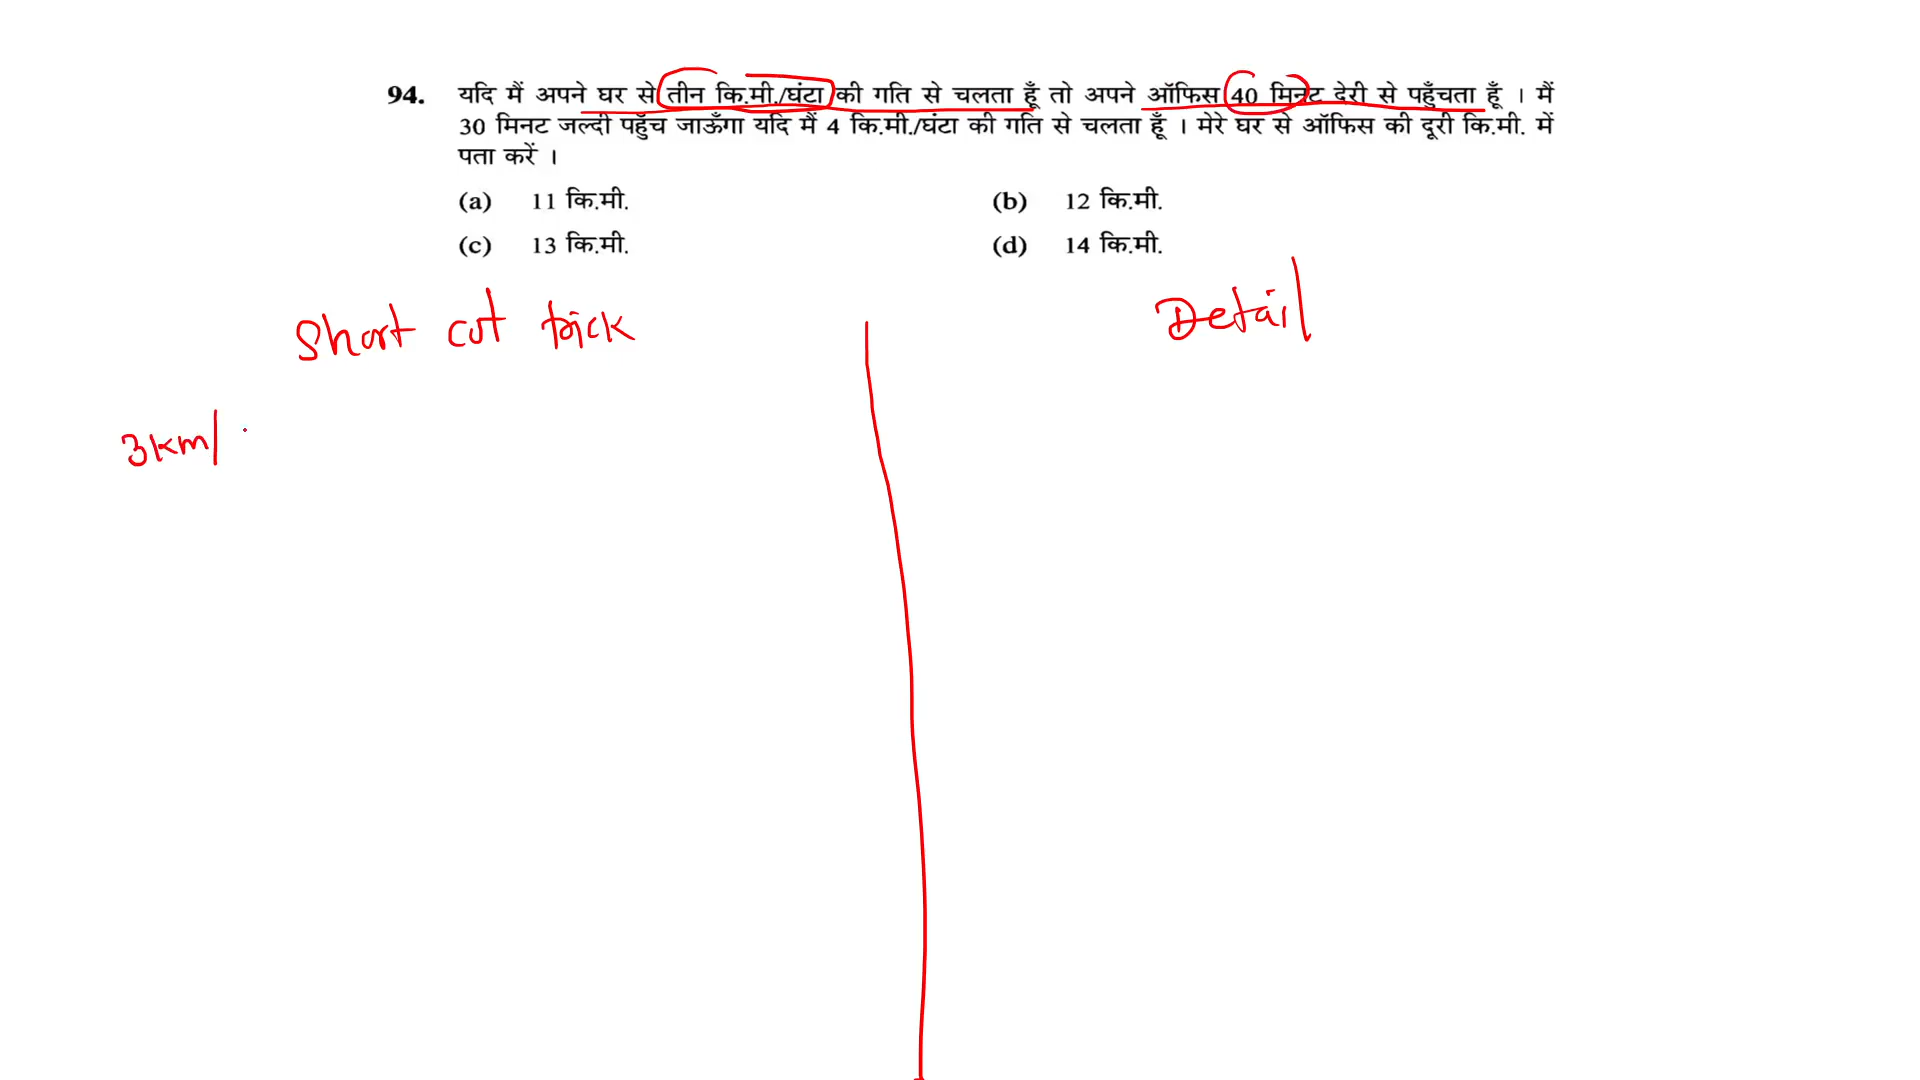 94. यदि मैं अपने घर से तीन कि.मी./घंटा की गति से चलता हूँ तो अपने ऑफिस 40 मिनट देरी से पहुँचता हूँ । मैं
30 मिनट जल्दी पहुँच जाऊँगा यदि मैं 4 कि.मी./घंटा की गति से चलता हूँ । मेरे घर से ऑफिस की दूरी कि.मी. में
पता करें ।
(a) 11 कि.मी. (b) 12 कि.मी.
(c) 13 कि.मी. (d) 14 कि.मी.
Short cut trick Detail
3km/